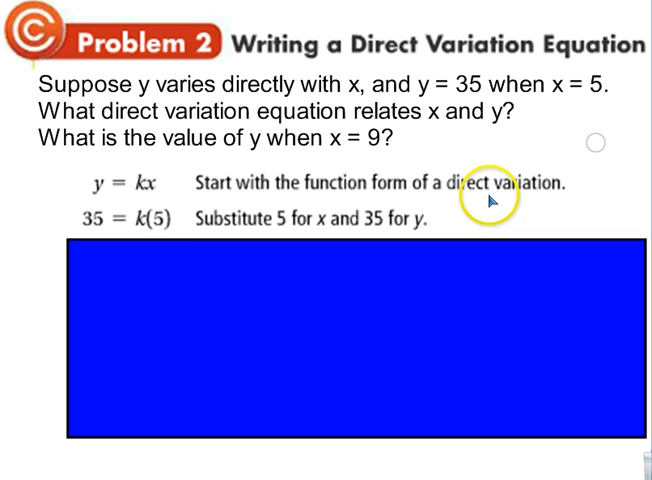 C Problem 2 Writing a Direct Variation Equation
Suppose y varies directly with x, and y = 35 when x = 5.
What direct variation equation relates x and y?
What is the value of y when x = 9?
y = kx Start with the function form of a direct variation.
35 = k(5) Substitute 5 for x and 35 for y.